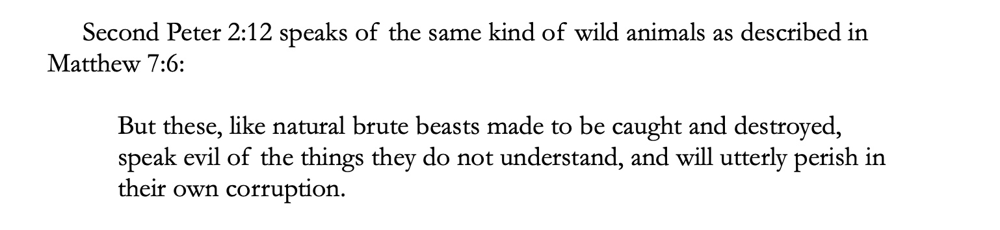 Second Peter 2:12 speaks of the same kind of wild animals as described in
Matthew 7:6:
But these, like natural brute beasts made to be caught and destroyed,
speak evil of the things they do not understand, and will utterly perish in
their own corruption.